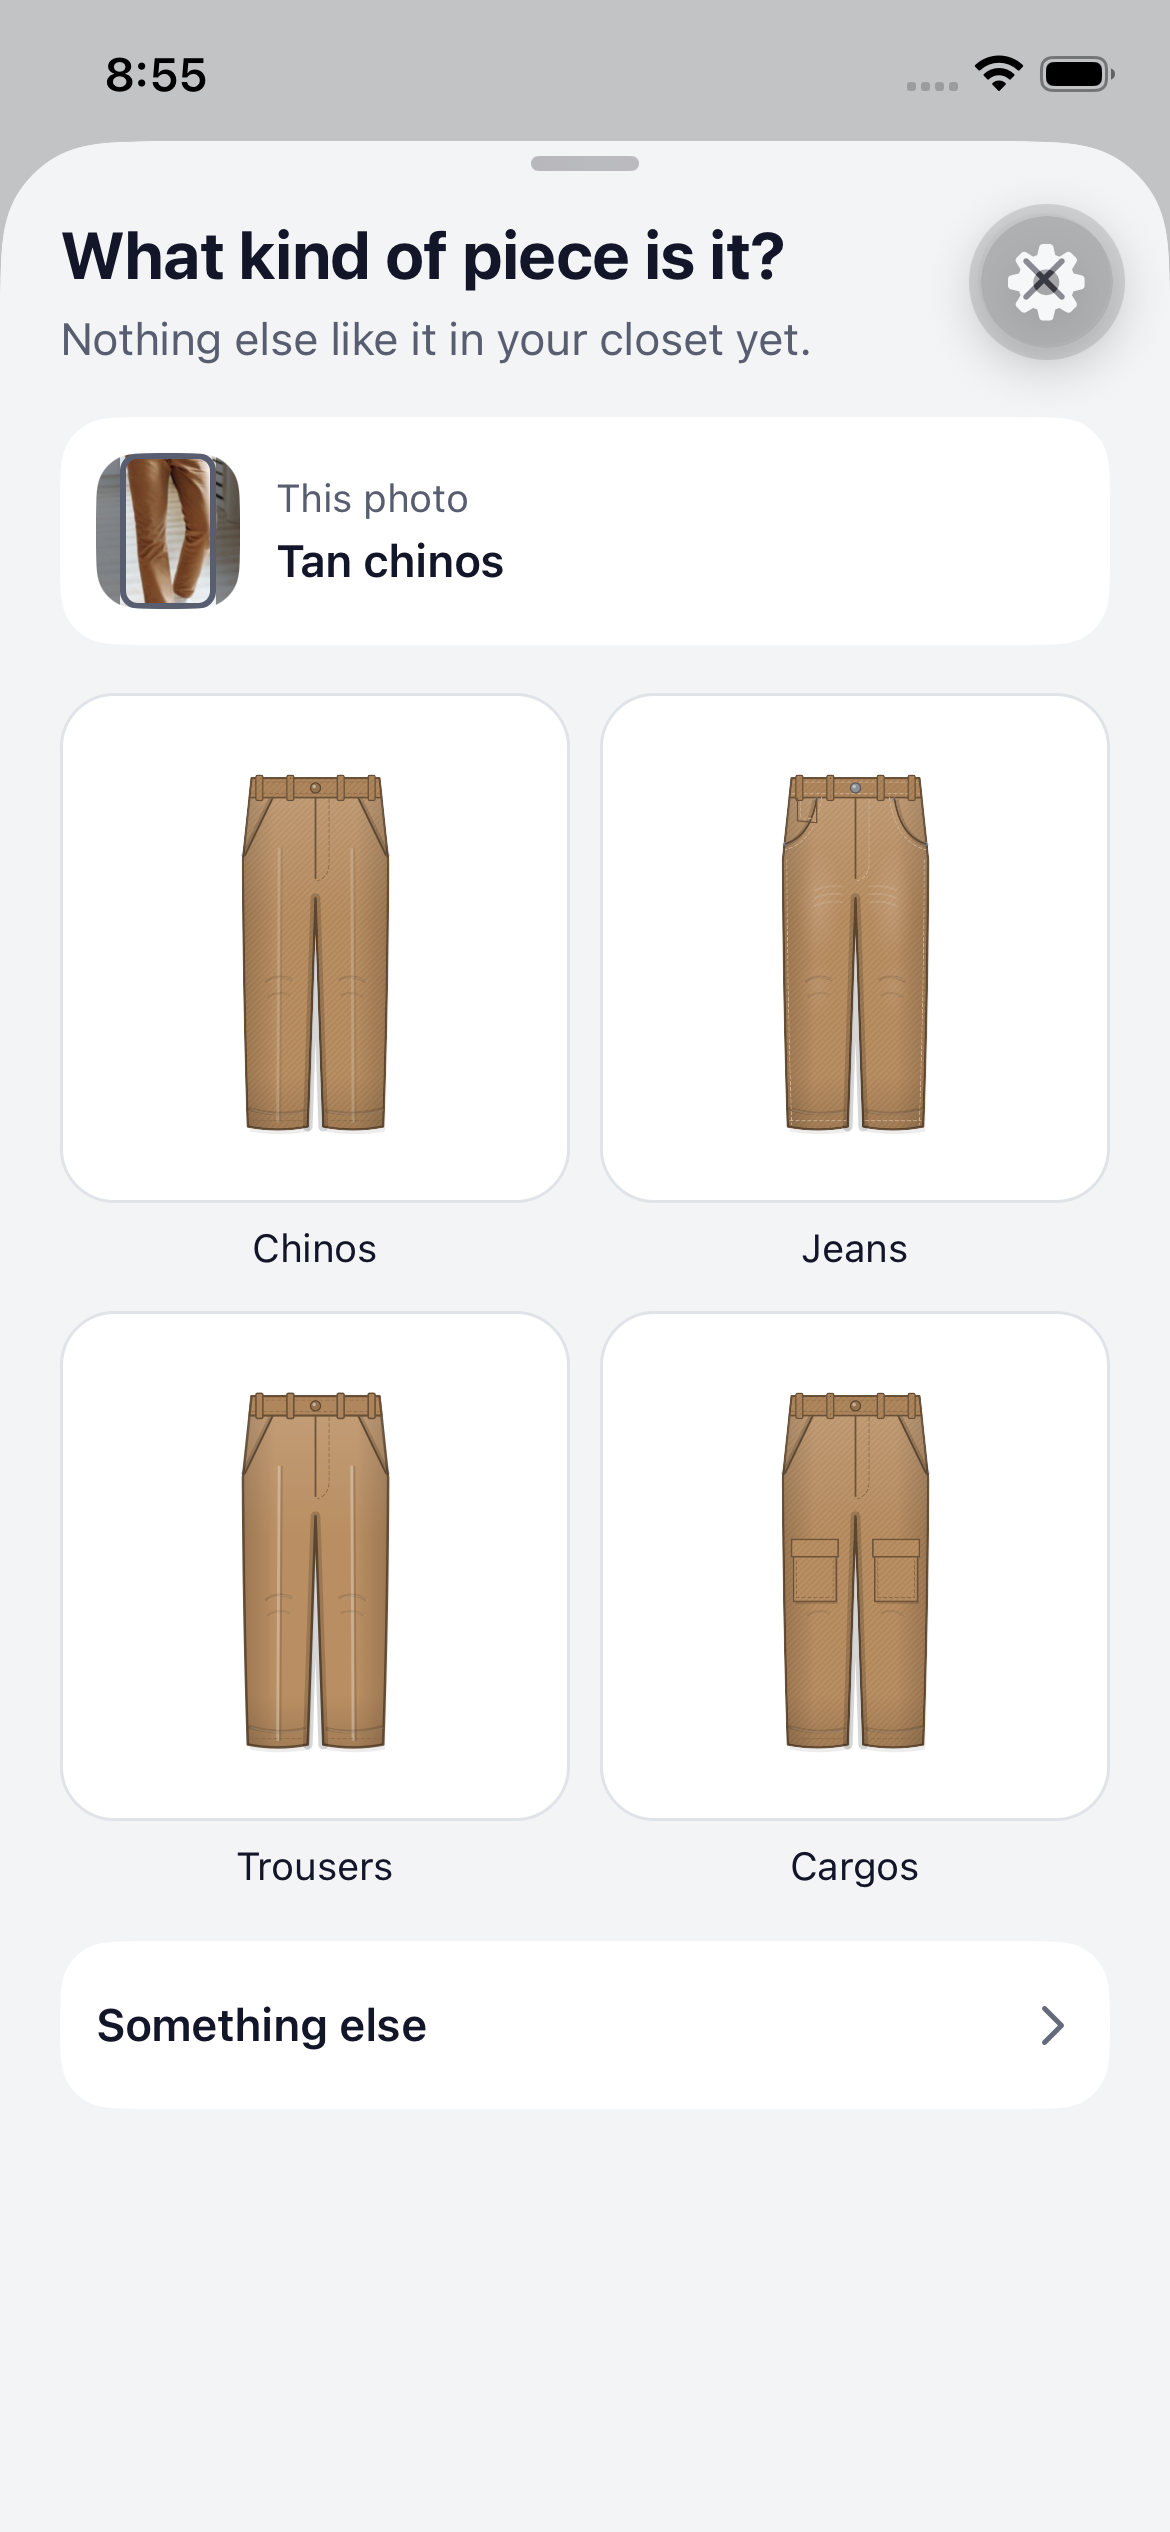 8:55
What kind of piece is it?
Nothing else like it in your closet yet.
This photo
Tan chinos
Chinos
Jeans
Trousers
Cargos
Something else